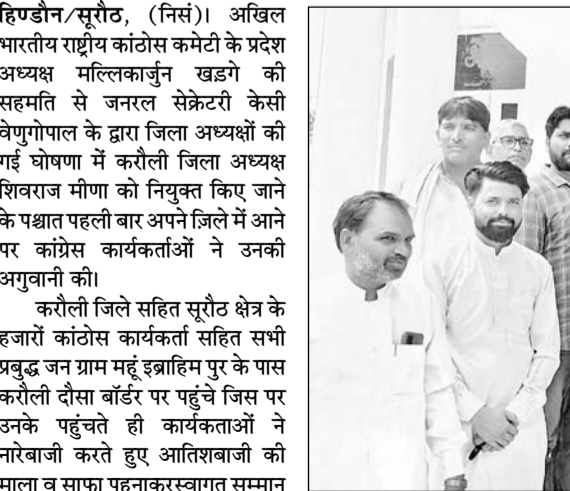 हिण्डौन/सूरौठ, (निसं)। अखिल
भारतीय राष्ट्रीय कांठोस कमेटी के प्रदेश
अध्यक्ष मल्लिकार्जुन खड़गे की
सहमति से जनरल सेक्रेटरी केसी
वेणुगोपाल के द्वारा जिला अध्यक्षों की
गई घोषणा में करौली जिला अध्यक्ष
शिवराज मीणा को नियुक्त किए जाने
के पश्चात पहली बार अपने ज़िले में आने
पर कांग्रेस कार्यकर्ताओं ने उनकी
अगुवानी की।
करौली जिले सहित सूरौठ क्षेत्र के
हजारों कांठोस कार्यकर्ता सहित सभी
प्रबुद्ध जन ग्राम महूं इब्राहिम पुर के पास
करौली दौसा बॉर्डर पर पहुंचे जिस पर
उनके पहुंचते ही कार्यकताओं ने
नारेबाजी करते हुए आतिशबाजी की
माला व साफा पहनाकरस्वागत सम्मान